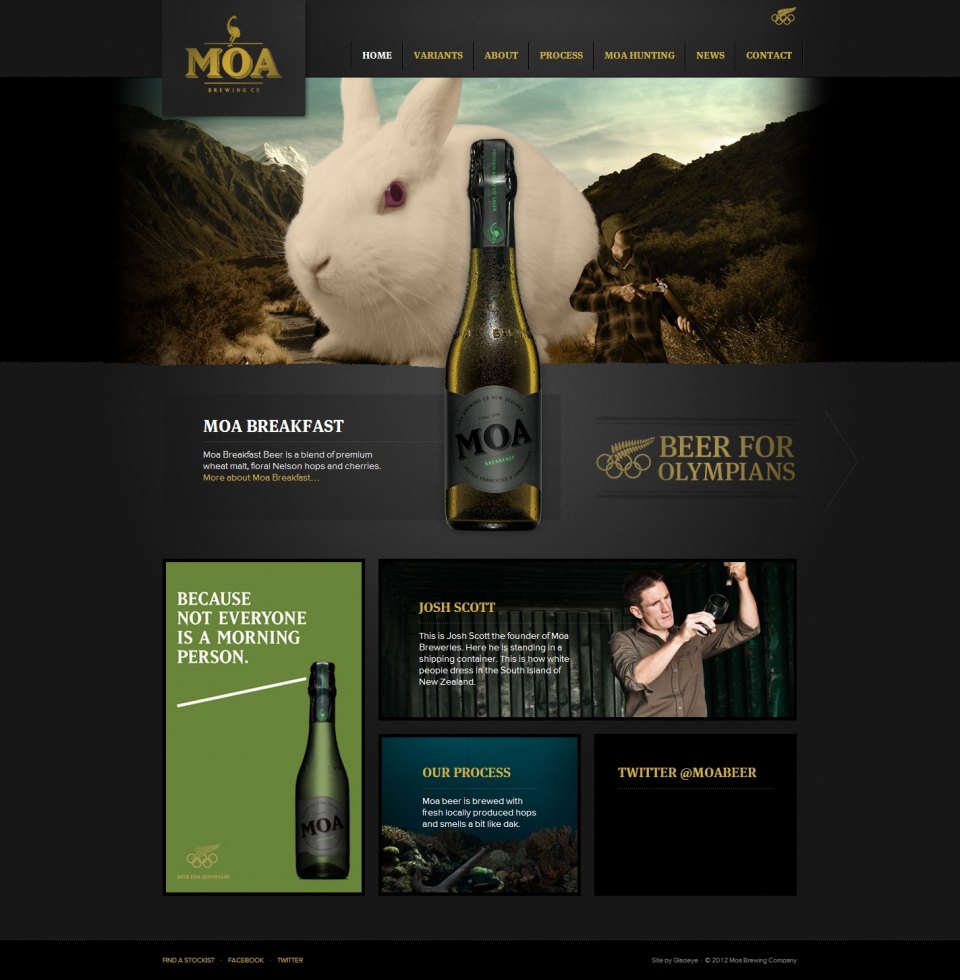 MOA
BREWING CO
HOME
VARIANTS
ABOUT
PROCESS
MOA HUNTING
NEWS
CONTACT
MOA BREAKFAST
Moa Breakfast Beer is a blend of premium
wheat malt, floral Nelson hops and cherries.
More about Moa Breakfast...
MOA
BREAKFAST
BEER FOR
OLYMPIANS
BECAUSE
NOT EVERYONE
IS A MORNING
PERSON.
MOA
BEER FOR OLYMPIANS
JOSH SCOTT
This is Josh Scott the founder of Moa
Breweries. Here he is standing in a
shipping container. This is how white
people dress in the South Island of
New Zealand.
OUR PROCESS
Moa beer is brewed with
fresh locally produced hops
and smells a bit like dak.
TWITTER @MOABEER
FIND A STOCKIST · FACEBOOK · TWITTER
Site by Gladeye · © 2012 Moa Brewing Company